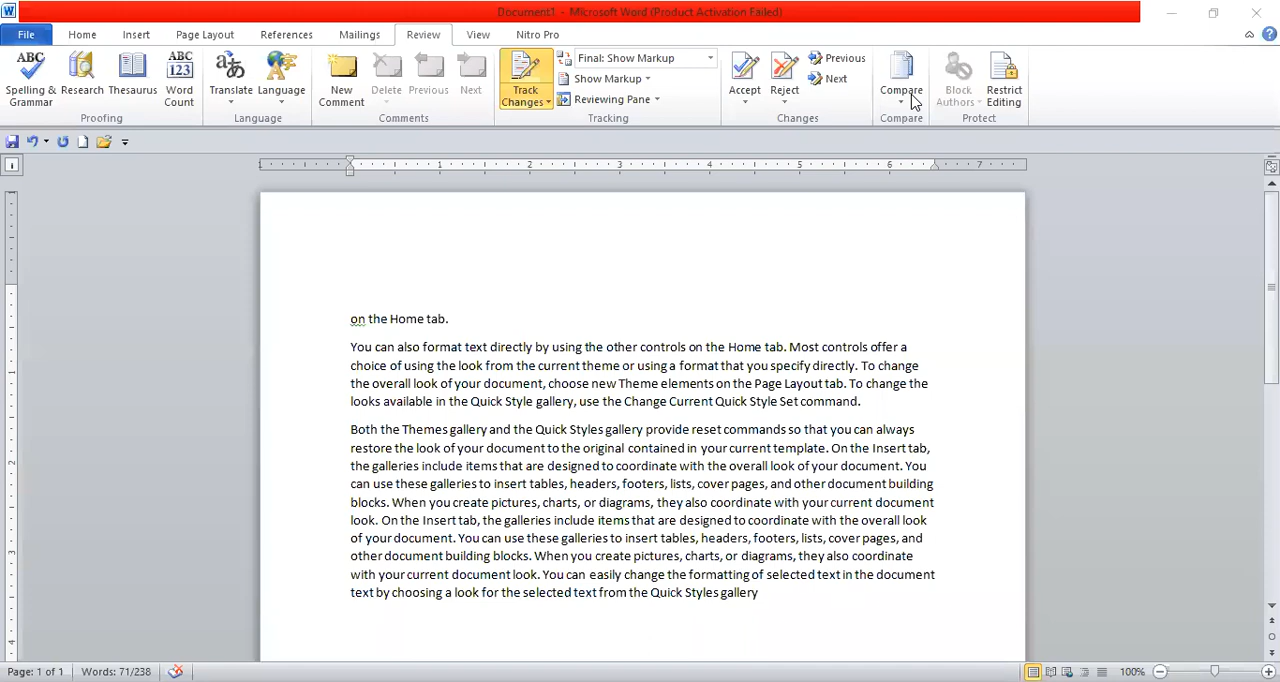 Document1 - Microsoft Word (Product Activation Failed)
File Home Insert Page Layout References Mailings Review View Nitro Pro
ABC Spelling & Grammar
Research
Thesaurus
ABC 123 Word Count
Proofing
Translate
Language
Language
New Comment
Delete
Previous
Next
Comments
Track Changes
Final: Show Markup
Show Markup
Reviewing Pane
Tracking
Accept
Reject
Previous
Next
Changes
Compare
Compare
Block Authors
Restrict Editing
Protect
1 1 2 3 4 5 6 7
on the Home tab.
You can also format text directly by using the other controls on the Home tab. Most controls offer a
choice of using the look from the current theme or using a format that you specify directly. To change
the overall look of your document, choose new Theme elements on the Page Layout tab. To change the
looks available in the Quick Style gallery, use the Change Current Quick Style Set command.
Both the Themes gallery and the Quick Styles gallery provide reset commands so that you can always
restore the look of your document to the original contained in your current template. On the Insert tab,
the galleries include items that are designed to coordinate with the overall look of your document. You
can use these galleries to insert tables, headers, footers, lists, cover pages, and other document building
blocks. When you create pictures, charts, or diagrams, they also coordinate with your current document
look. On the Insert tab, the galleries include items that are designed to coordinate with the overall look
of your document. You can use these galleries to insert tables, headers, footers, lists, cover pages, and
other document building blocks. When you create pictures, charts, or diagrams, they also coordinate
with your current document look. You can easily change the formatting of selected text in the document
text by choosing a look for the selected text from the Quick Styles gallery
1
2
3
4
Page: 1 of 1 Words: 71/238 100%